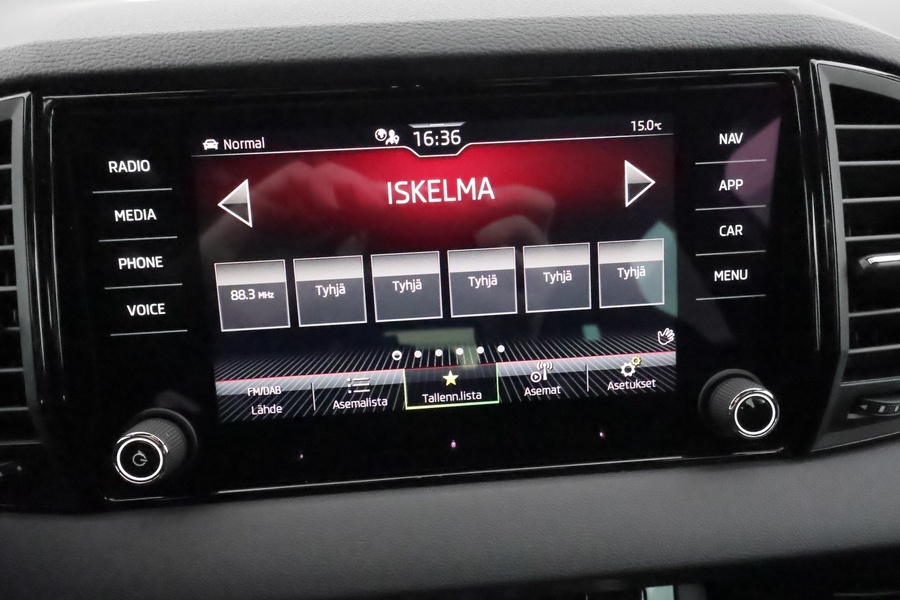 Normal
16:36
15.0°C
RADIO
MEDIA
PHONE
VOICE
ISKELMA
NAV
APP
CAR
MENU
88.3 MHz
Tyhjä
Tyhjä
Tyhjä
Tyhjä
Tyhjä
FM/DAB
Lähde
Asemalista
Tallenn.lista
Asemat
Asetukset